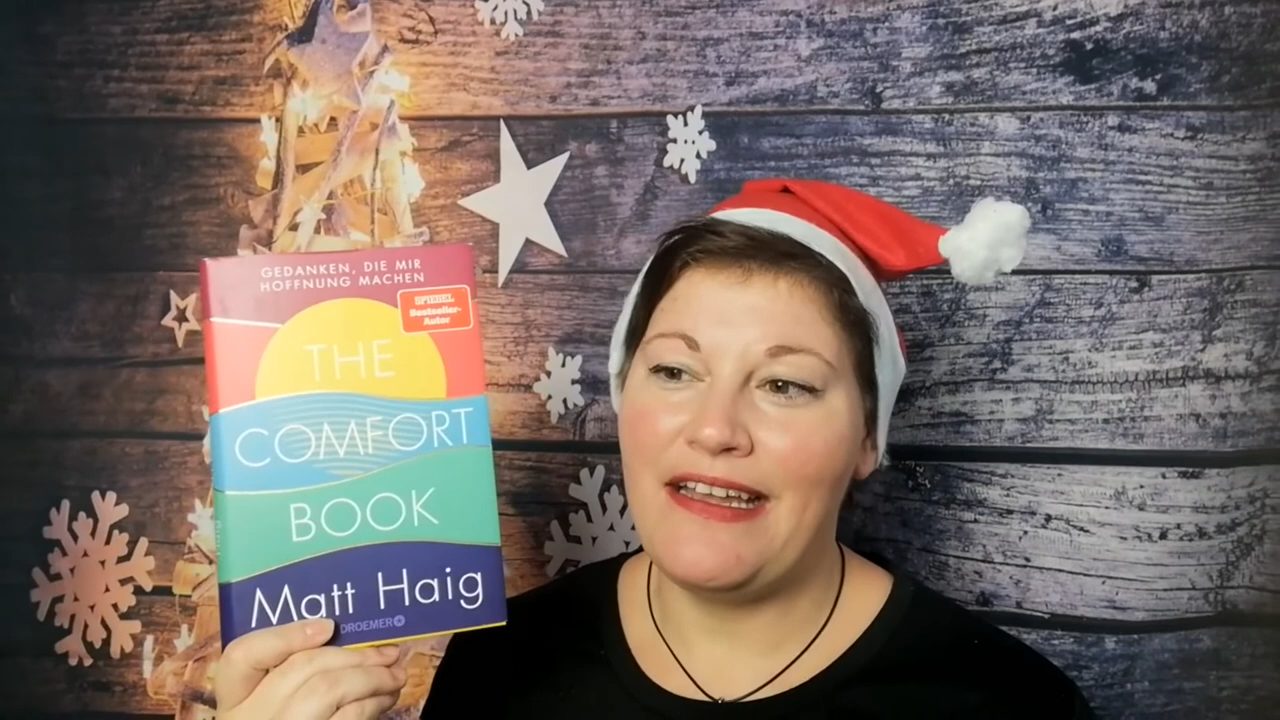 GEDANKEN, DIE MIR
HOFFNUNG MACHEN
SPIEGEL
Bestseller-
Autor
THE
COMFORT
BOOK
Matt Haig
DROEMER